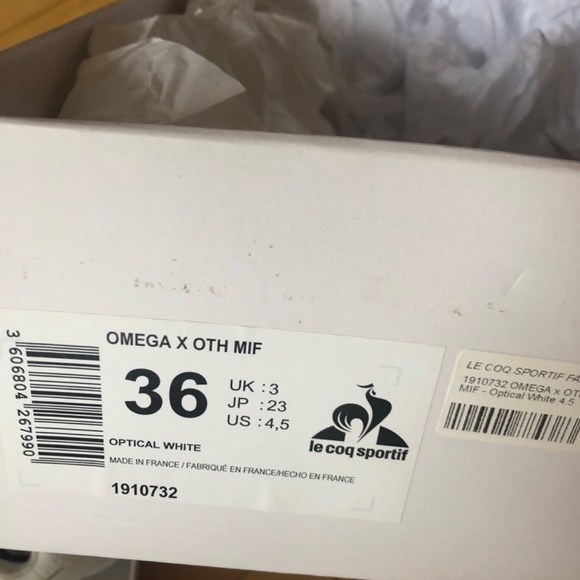 OMEGA X OTH MIF
36
UK :3
JP :23
US :4,5
OPTICAL WHITE
MADE IN FRANCE / FABRIQUÉ EN FRANCE/HECHO EN FRANCE
1910732
3 606804 267990
le coq sportif
LE COQ SPORTIF
1910732 OMEGA x
MIF - Optical White 4.5